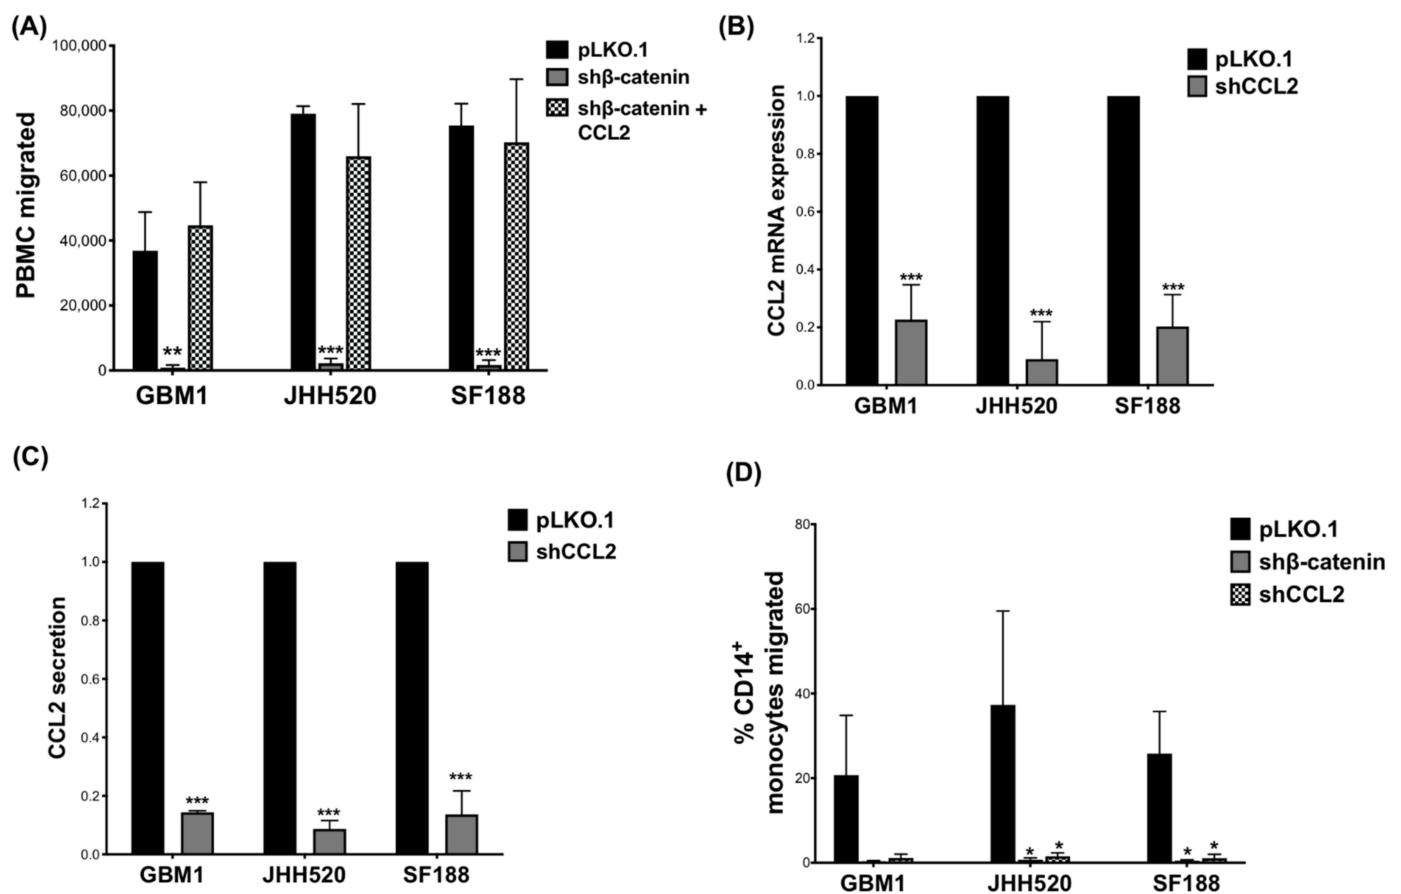 (A)
100,000
80,000
60,000
40,000
20,000
0
PBMC migrated
pLKO.1
shβ-catenin
shβ-catenin +
CCL2
** *** ***
GBM1 JHH520 SF188
(B)
1.2
1.0
0.8
0.6
0.4
0.2
0.0
CCL2 mRNA expression
pLKO.1
shCCL2
*** *** ***
GBM1 JHH520 SF188
(C)
1.2
1.0
0.8
0.6
0.4
0.2
0.0
CCL2 secretion
pLKO.1
shCCL2
*** *** ***
GBM1 JHH520 SF188
(D)
80
60
40
20
0
% CD14+
monocytes migrated
pLKO.1
shβ-catenin
shCCL2
* * * *
GBM1 JHH520 SF188